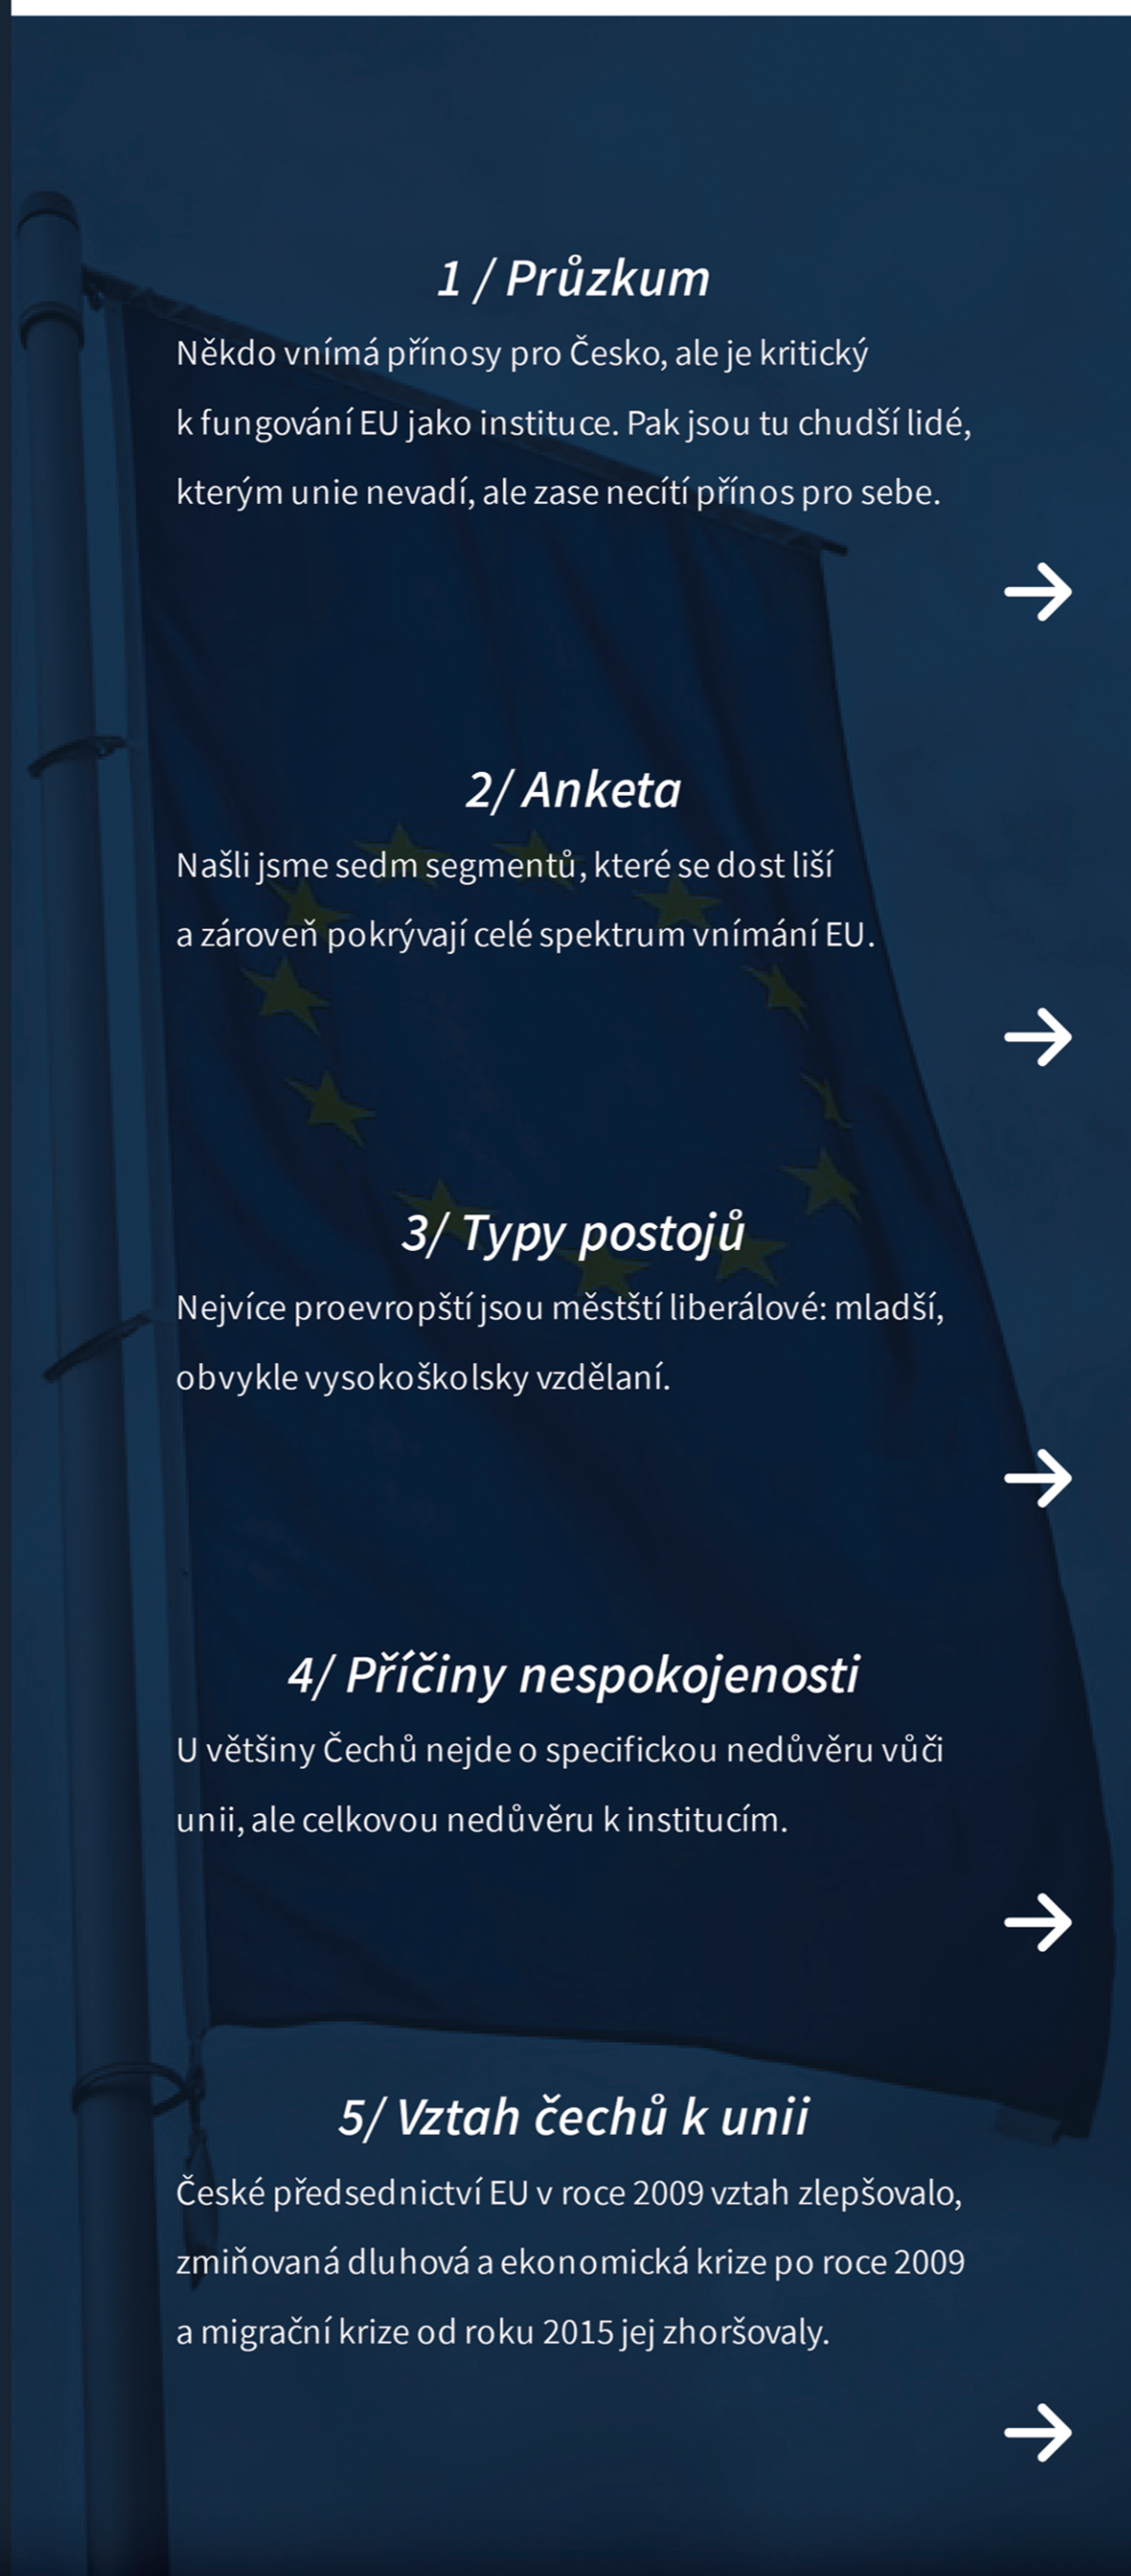 1 / Průzkum
Někdo vnímá přínosy pro Česko, ale je kritický
k fungování EU jako instituce. Pak jsou tu chudší lidé,
kterým unie nevadí, ale zase necítí přínos pro sebe.
2/ Anketa
Našli jsme sedm segmentů, které se dost liší
a zároveň pokrývají celé spektrum vnímání EU.
3/ Typy postojů
Nejvíce proevropští jsou městští liberálové: mladší,
obvykle vysokoškolsky vzdělaní.
4/ Příčiny nespokojenosti
U většiny Čechů nejde o specifickou nedůvěru vůči
unii, ale celkovou nedůvěru k institucím.
5/ Vztah čechů k unii
České předsednictví EU v roce 2009 vztah zlepšovalo,
zmiňovaná dluhová a ekonomická krize po roce 2009
a migrační krize od roku 2015 jej zhoršovaly.